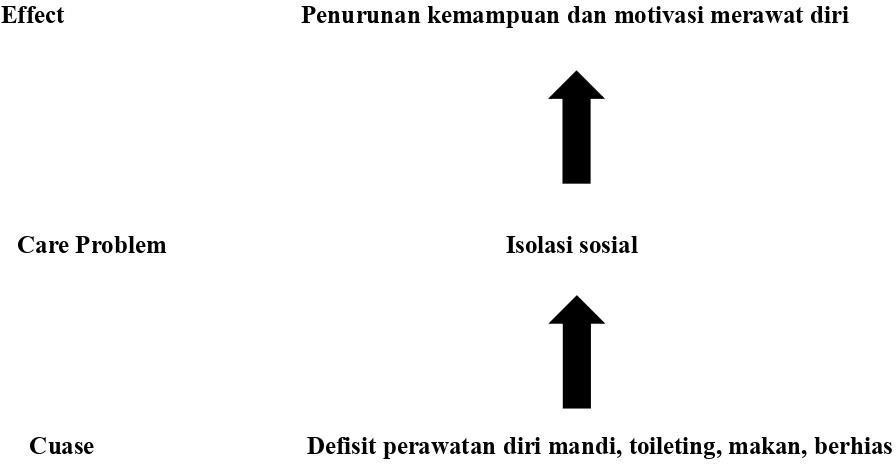 Effect Penurunan kemampuan dan motivasi merawat diri
Care Problem Isolasi sosial
Cuase Defisit perawatan diri mandi, toileting, makan, berhias